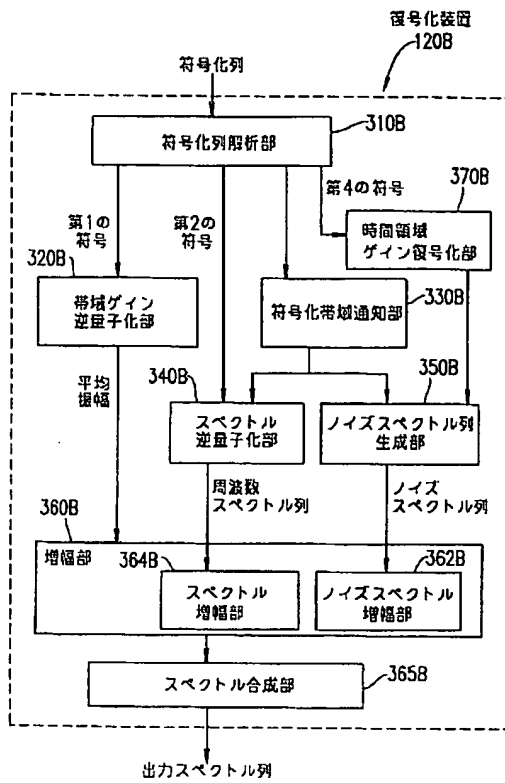 復号化装置
120B
符号化列
310B
符号化列解析部
第4の符号
370B
第1の
符号
第2の
符号
時間領域
ゲイン復号化部
320B
330B
帯域ゲイン
逆量子化部
符号化帯域通知部
340B
350B
平均
振幅
スペクトル
逆量子化部
ノイズスペクトル列
生成部
周波数
スペクトル列
ノイズ
スペクトル列
360B
増幅部
364B
362B
スペクトル
増幅部
ノイズスペクトル
増幅部
スペクトル合成部
365B
出力スペクトル列